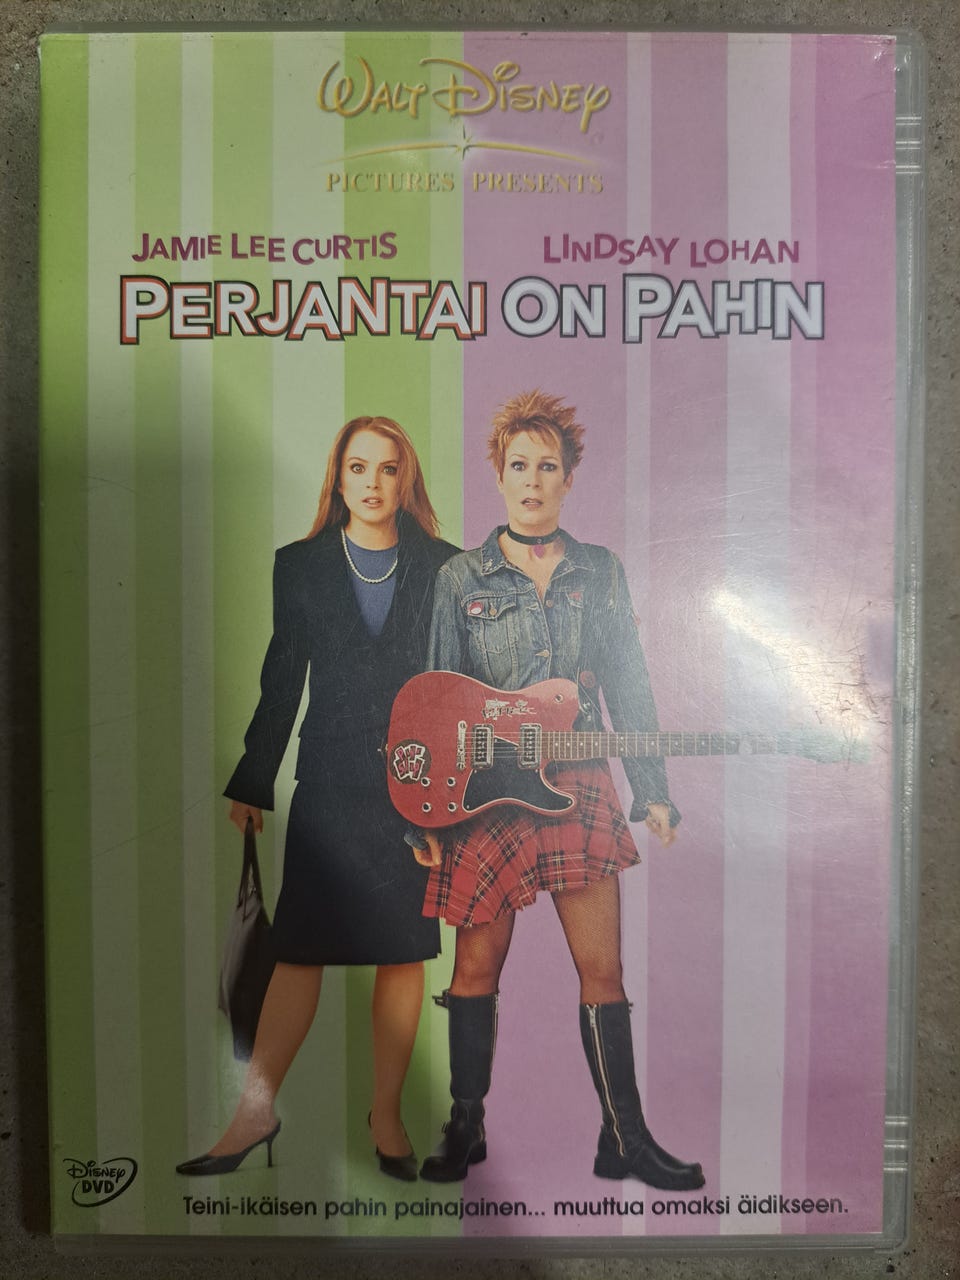 WALT DISNEY
PICTURES PRESENTS
JAMIE LEE CURTIS LINDSAY LOHAN
PERJANTAI ON PAHIN
DISNEY
DVD
Teini-ikäisen pahin painajainen... muuttua omaksi äidikseen.